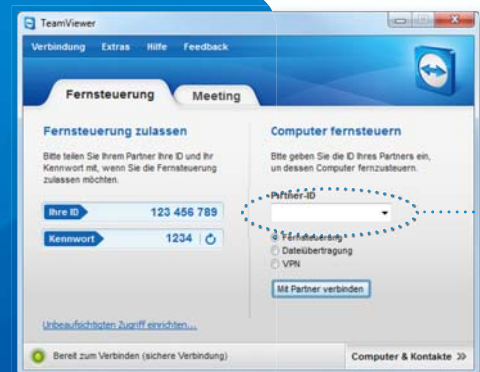 TeamViewer
Verbindung Extras Hilfe Feedback
Fernsteuerung Meeting
Fernsteuerung zulassen
Bitte teilen Sie Ihrem Partner Ihre ID und Ihr
Kennwort mit, wenn Sie die Fernsteuerung
zulassen möchten.
Ihre ID 123 456 789
Kennwort 1234
Unbeaufsichtigten Zugriff einrichten...
Computer fernsteuern
Bitte geben Sie die ID Ihres Partners ein,
um dessen Computer fernzusteuern.
Partner-ID
Fernsteuerung
Dateiübertragung
VPN
Mit Partner verbinden
Bereit zum Verbinden (sichere Verbindung)
Computer & Kontakte >>